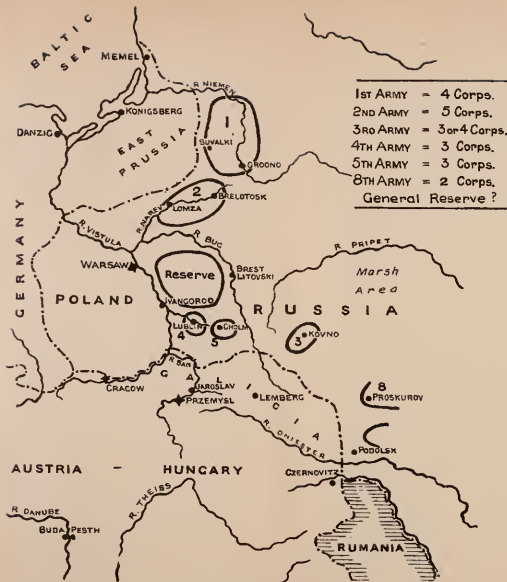 BALTIC
SEA
MEMEL
R. NIEMEN
KONIGSBERG
DANZIG
EAST
PRUSSIA
1
SUVALKI
GRODNO
1ST ARMY = 4 Corps.
2ND ARMY = 5 Corps.
3RD ARMY = 3 or 4 Corps.
4TH ARMY = 3 Corps.
5TH ARMY = 3 Corps.
8TH ARMY = 2 Corps.
General Reserve ?
2
LOMZA
BRELOTOSK
R. NAREV
R. VISTULA
R. BUG
WARSAW
Reserve
BREST
LITOVSKI
R. PRIPET
Marsh
Area
GERMANY
POLAND
RUSSIA
IVANGOROD
LUBLIN
4
CHOLM
5
3
KOVNO
R. SAN
GALICIA
CRACOW
JAROSLAV
PRZEMYSL
LEMBERG
8
PROSKUROV
R. DNIESTER
PODOLSK
AUSTRIA - HUNGARY
CZERNOVITZ
R. THEISS
R. DANUBE
BUDA PESTH
RUMANIA